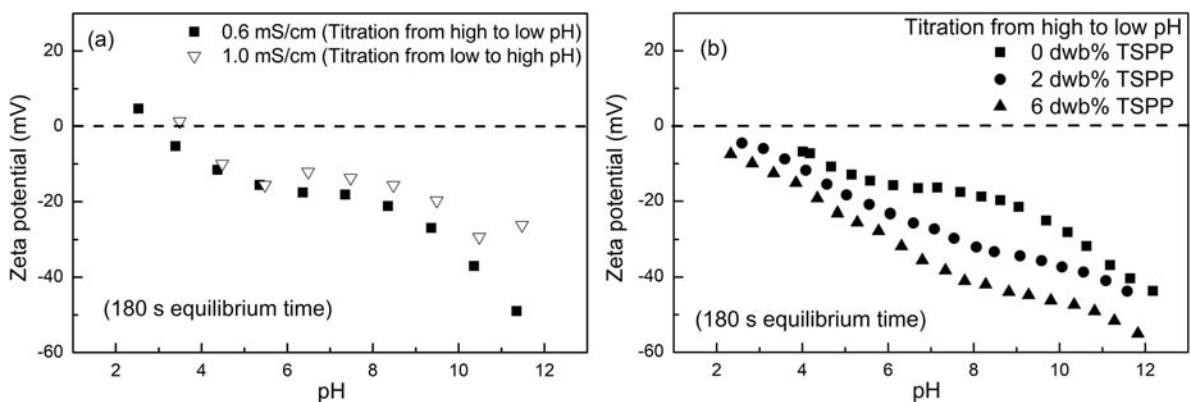 (a)
0.6 mS/cm (Titration from high to low pH)
1.0 mS/cm (Titration from low to high pH)
Zeta potential (mV)
20
0
-20
-40
-60
(180 s equilibrium time)
2 4 6 8 10 12
pH
(b)
Titration from high to low pH
0 dwb% TSPP
2 dwb% TSPP
6 dwb% TSPP
Zeta potential (mV)
20
0
-20
-40
-60
(180 s equilibrium time)
2 4 6 8 10 12
pH